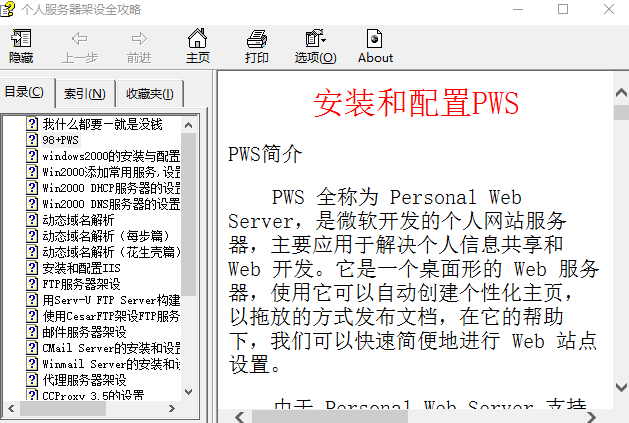 个人服务器架设全攻略
隐藏 上一步 前进 主页 打印 选项(O) About
目录(C) 索引(N) 收藏夹(I)
我什么都要一就是没钱
98+PWS
windows2000的安装与配置
Win2000添加常用服务,设置
Win2000 DHCP服务器的设置
Win2000 DNS服务器的设置
动态域名解析
动态域名解析（每步篇）
动态域名解析（花生壳篇）
安装和配置IIS
FTP服务器架设
用Serv-U FTP Server构建
使用CesarFTP架设FTP服务
邮件服务器架设
CMail Server的安装和设置
Winmail Server的安装和设
代理服务器架设
CCProxy 3.5的设置
安装和配置PWS
PWS简介
PWS 全称为 Personal Web
Server，是微软开发的个人网站服务
器，主要应用于解决个人信息共享和
Web 开发。它是一个桌面形的 Web 服务
器，使用它可以自动创建个性化主页，
以拖放的方式发布文档，在它的帮助
下，我们可以快速简便地进行 Web 站点
设置。
由于 Personal Web Server 支持